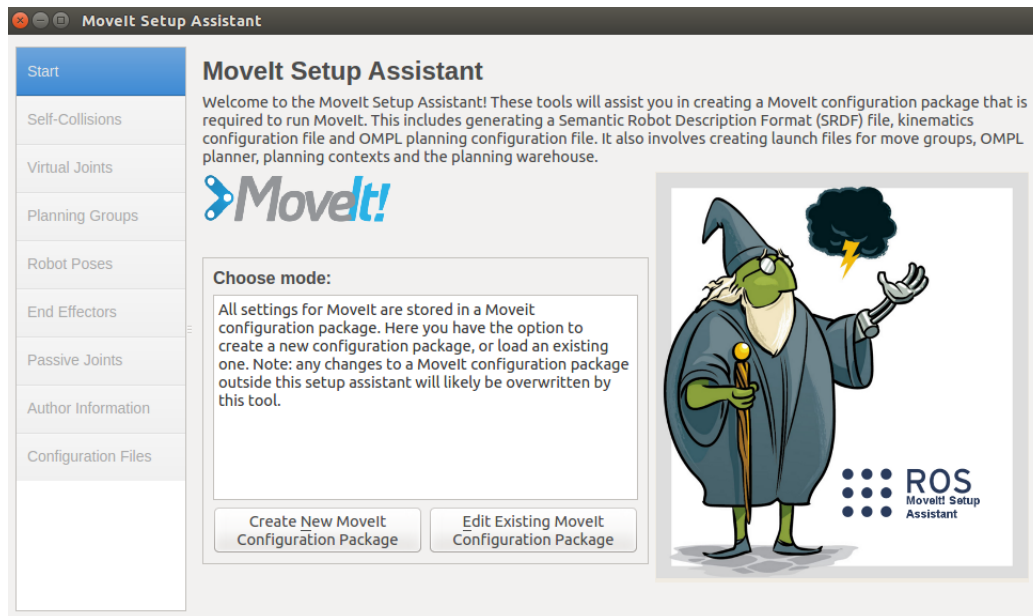 MoveIt Setup Assistant
Start
Self-Collisions
Virtual Joints
Planning Groups
Robot Poses
End Effectors
Passive Joints
Author Information
Configuration Files
MoveIt Setup Assistant
Welcome to the MoveIt Setup Assistant! These tools will assist you in creating a MoveIt configuration package that is
required to run MoveIt. This includes generating a Semantic Robot Description Format (SRDF) file, kinematics
configuration file and OMPL planning configuration file. It also involves creating launch files for move groups, OMPL
planner, planning contexts and the planning warehouse.
MoveIt!
Choose mode:
All settings for MoveIt are stored in a Moveit
configuration package. Here you have the option to
create a new configuration package, or load an existing
one. Note: any changes to a MoveIt configuration package
outside this setup assistant will likely be overwritten by
this tool.
Create New MoveIt
Configuration Package
Edit Existing MoveIt
Configuration Package
ROS
MoveIt! Setup
Assistant